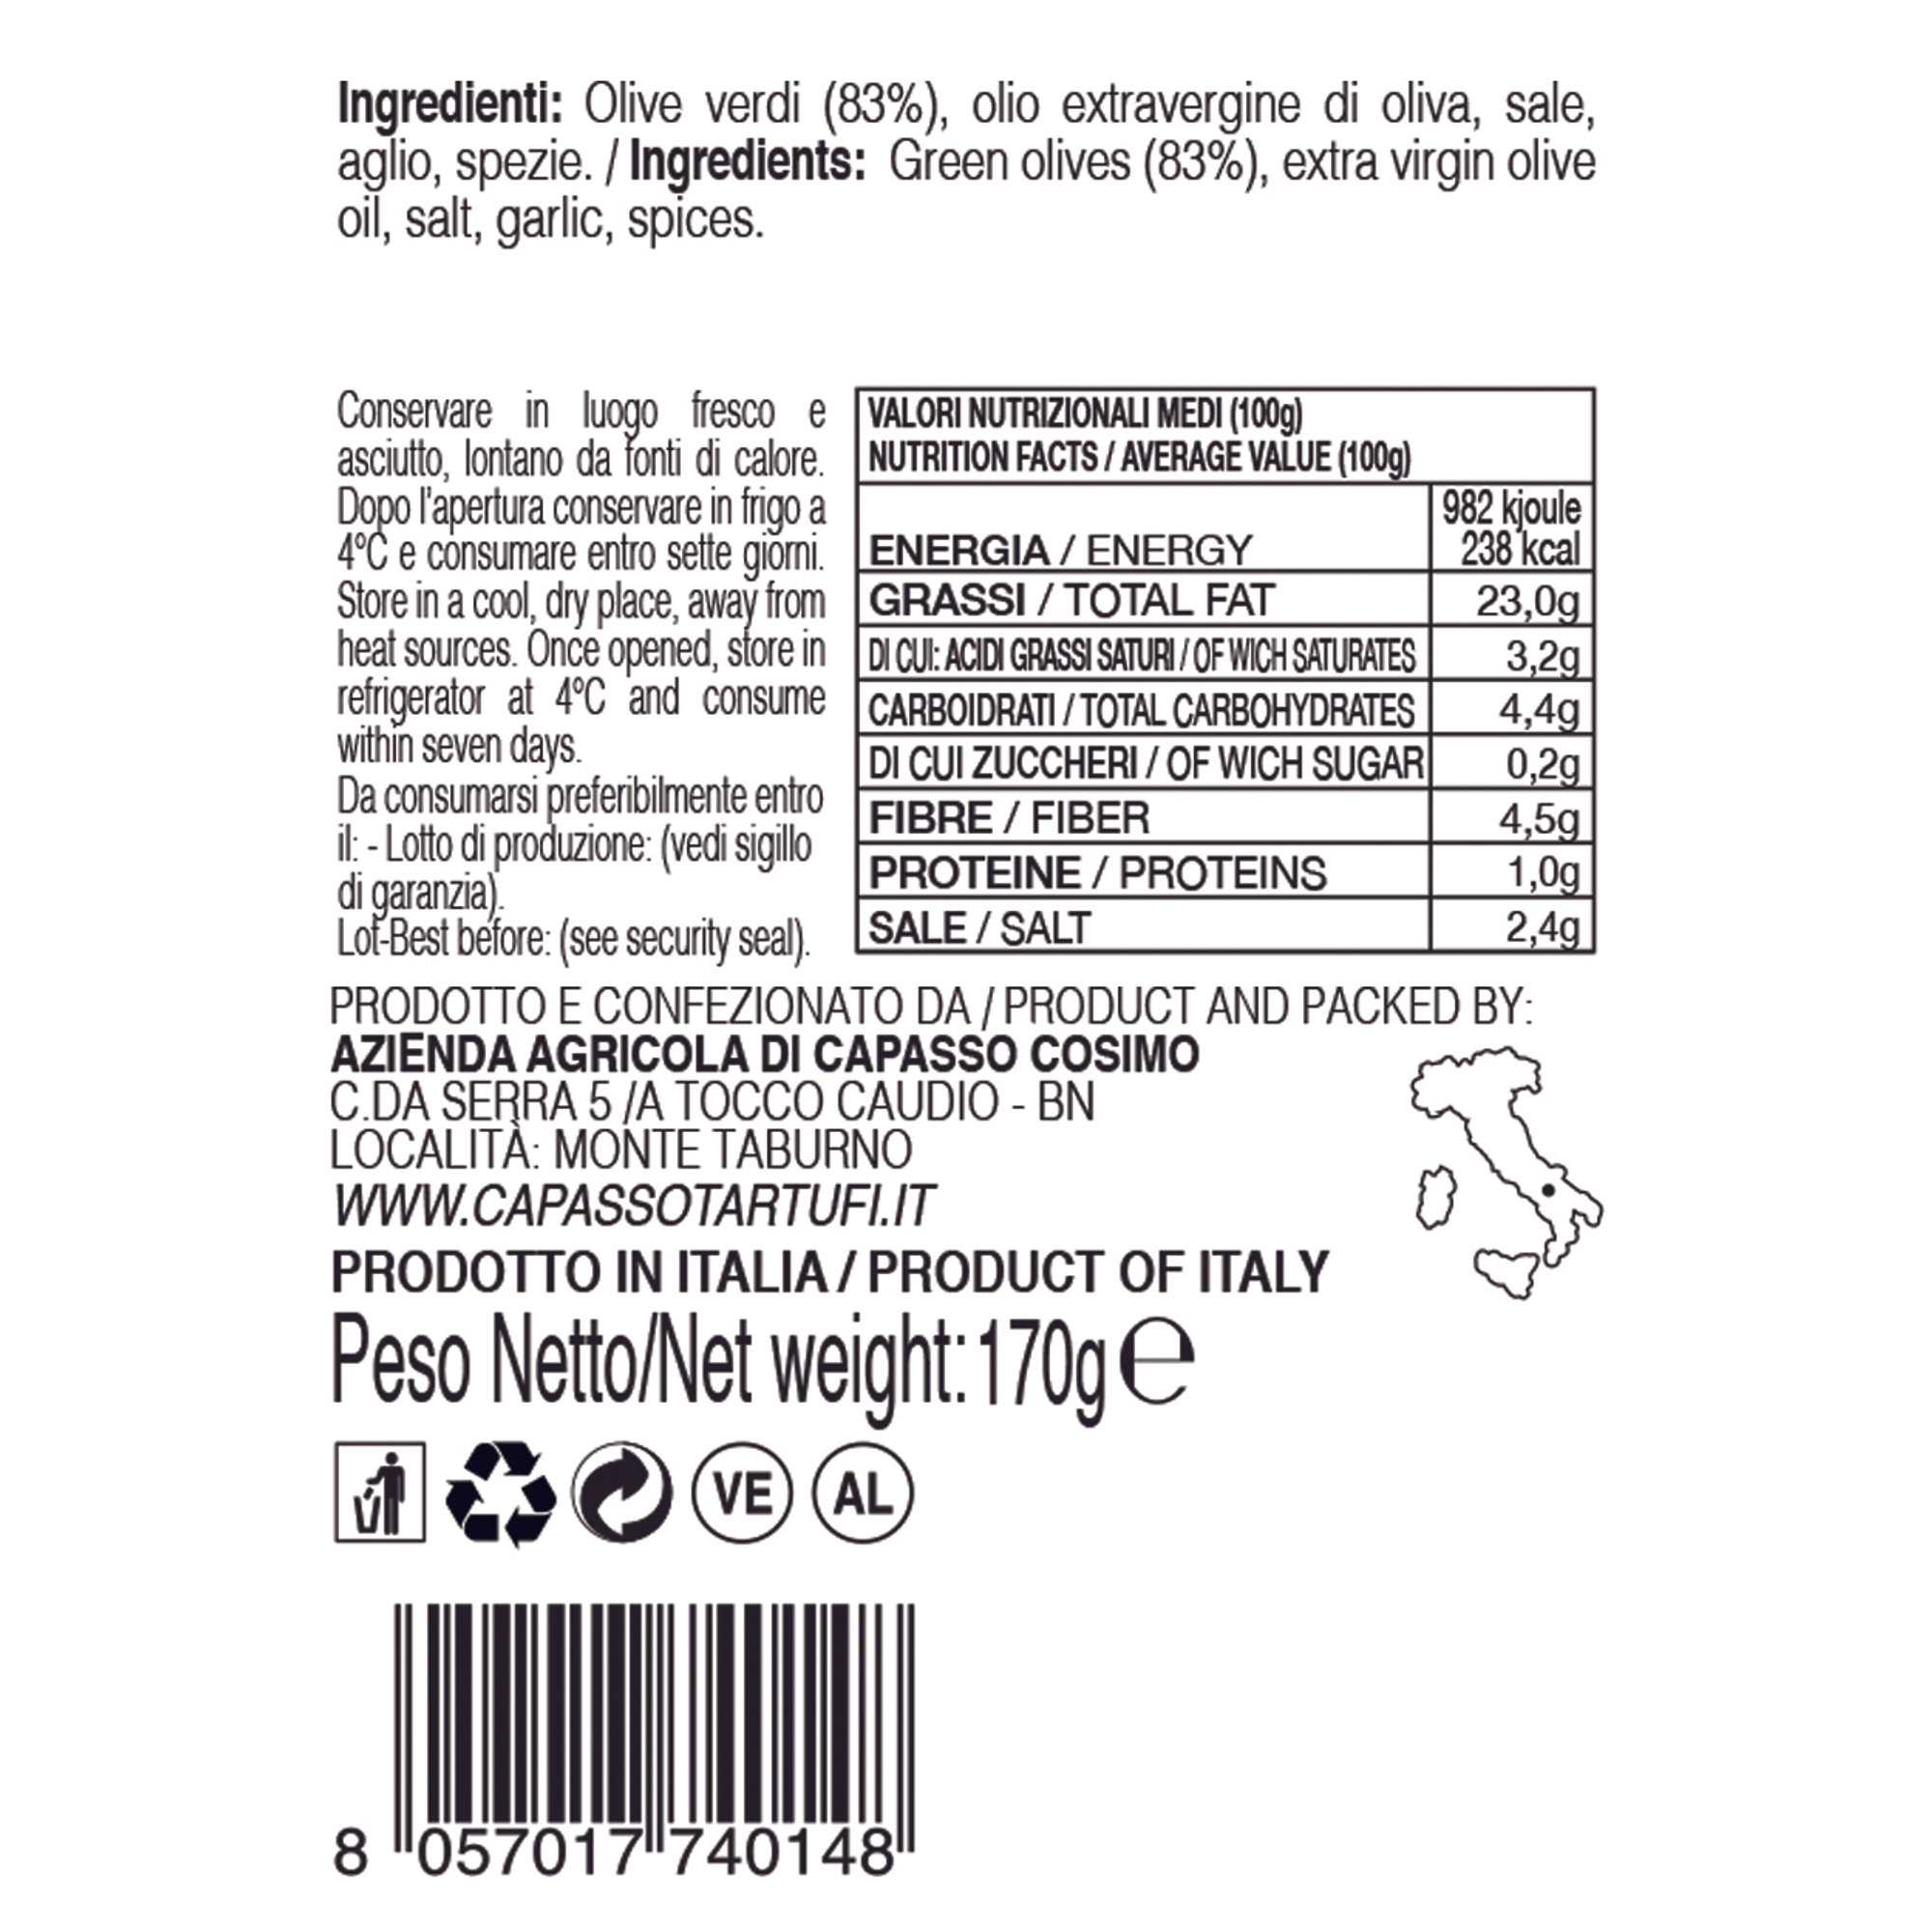 Ingredienti: Olive verdi (83%), olio extravergine di oliva, sale,
aglio, spezie. / Ingredients: Green olives (83%), extra virgin olive
oil, salt, garlic, spices.
Conservare in luogo fresco e
asciutto, lontano da fonti di calore.
Dopo l'apertura conservare in frigo a
4°C e consumare entro sette giorni.
Store in a cool, dry place, away from
heat sources. Once opened, store in
refrigerator at 4°C and consume
within seven days.
Da consumarsi preferibilmente entro
il: - Lotto di produzione: (vedi sigillo
di garanzia).
Lot-Best before: (see security seal).
VALORI NUTRIZIONALI MEDI (100g)
NUTRITION FACTS / AVERAGE VALUE (100g)
982 kjoule
ENERGIA / ENERGY 238 kcal
GRASSI / TOTAL FAT 23,0g
DI CUI: ACIDI GRASSI SATURI / OF WICH SATURATES 3,2g
CARBOIDRATI / TOTAL CARBOHYDRATES 4,4g
DI CUI ZUCCHERI / OF WICH SUGAR 0,2g
FIBRE / FIBER 4,5g
PROTEINE / PROTEINS 1,0g
SALE / SALT 2,4g
PRODOTTO E CONFEZIONATO DA / PRODUCT AND PACKED BY:
AZIENDA AGRICOLA DI CAPASSO COSIMO
C.DA SERRA 5 /A TOCCO CAUDIO - BN
LOCALITÀ: MONTE TABURNO
WWW.CAPASSOTARTUFI.IT
PRODOTTO IN ITALIA / PRODUCT OF ITALY
Peso Netto/Net weight: 170g e
VE AL
8 057017 740148